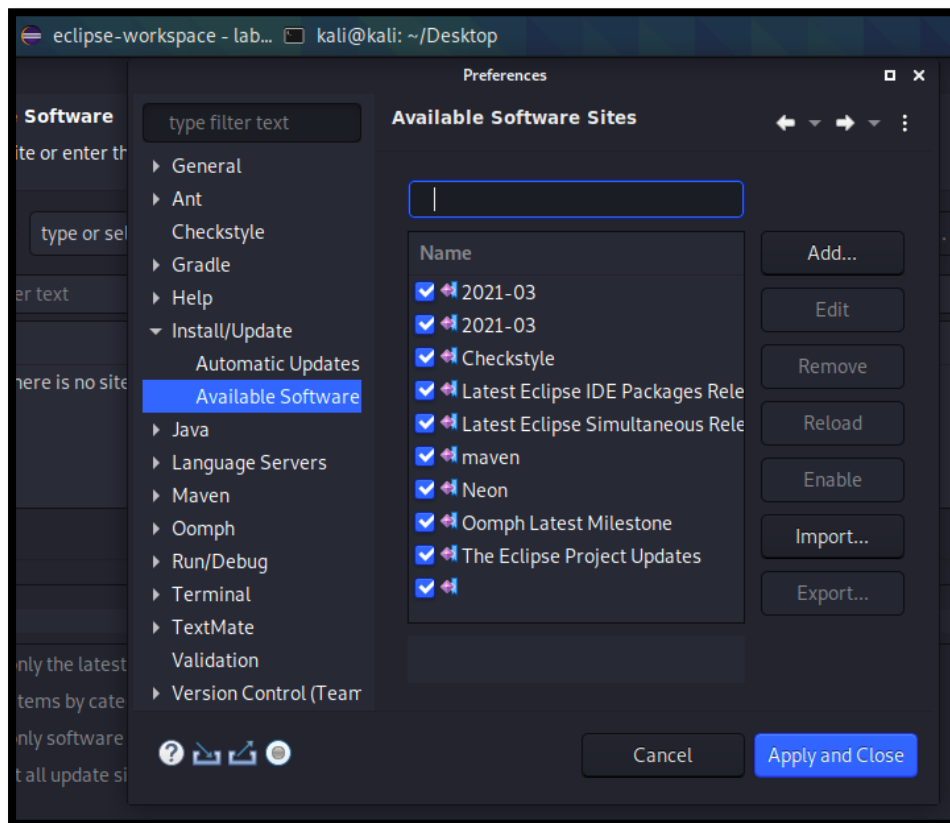 eclipse-workspace - lab... kali@kali: ~/Desktop
Preferences
Software
ite or enter th
type or sel
er text
here is no site
only the latest
tems by cate
only software
t all update si
type filter text
General
Ant
Checkstyle
Gradle
Help
Install/Update
Automatic Updates
Available Software
Java
Language Servers
Maven
Oomph
Run/Debug
Terminal
TextMate
Validation
Version Control (Team
Available Software Sites
Name
2021-03
2021-03
Checkstyle
Latest Eclipse IDE Packages Rele
Latest Eclipse Simultaneous Rele
maven
Neon
Oomph Latest Milestone
The Eclipse Project Updates
Add...
Edit
Remove
Reload
Enable
Import...
Export...
Cancel
Apply and Close